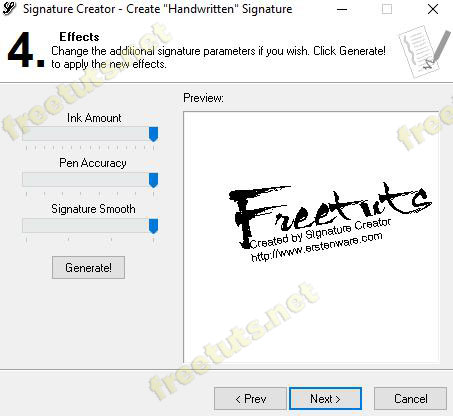 Signature Creator - Create "Handwritten" Signature
4.
Effects
Change the additional signature parameters if you wish. Click Generate!
to apply the new effects.
freetuts.net
Ink Amount
Pen Accuracy
Signature Smooth
Generate!
Preview:
Freetuts
Created by Signature Creator
http://www.erstenware.com
freetuts.net
freetuts.net
< Prev
Next >
Cancel